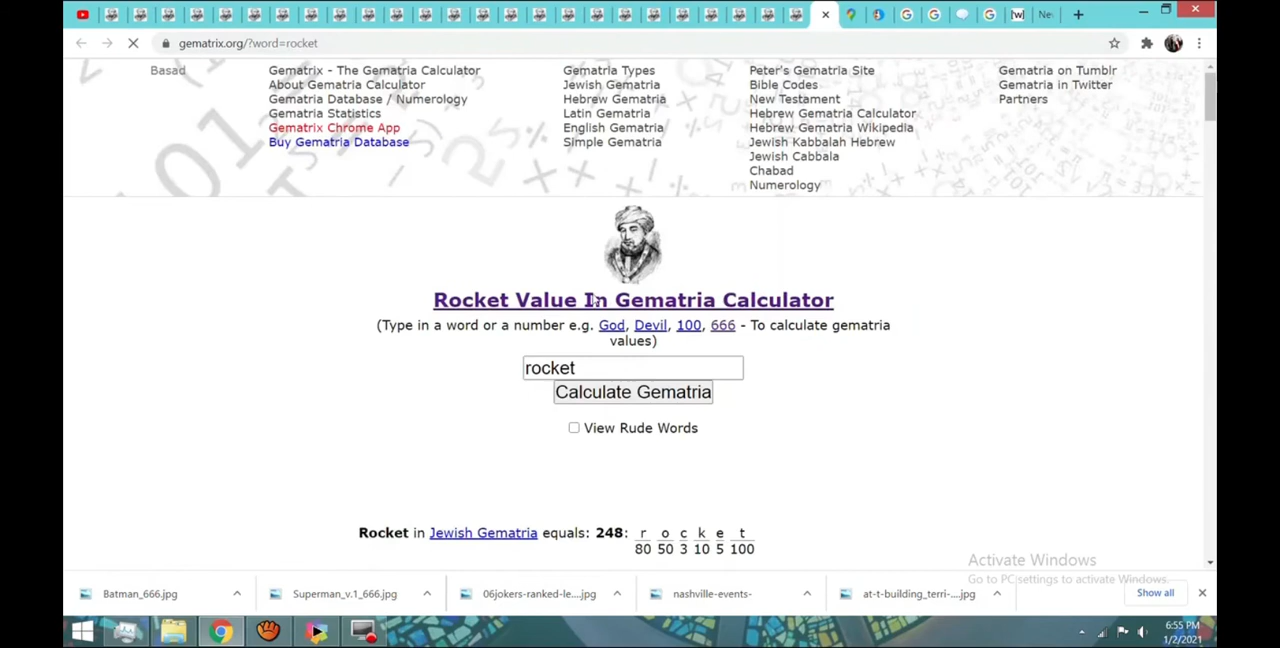 Ne
gematrix.org/?word=rocket
Basad
Gematrix - The Gematria Calculator
About Gematria Calculator
Gematria Database / Numerology
Gematria Statistics
Gematrix Chrome App
Buy Gematria Database
Gematria Types
Jewish Gematria
Hebrew Gematria
Latin Gematria
English Gematria
Simple Gematria
Peter's Gematria Site
Bible Codes
New Testament
Hebrew Gematria Calculator
Hebrew Gematria Wikipedia
Jewish Kabbalah Hebrew
Jewish Cabbala
Chabad
Numerology
Gematria on Tumblr
Gematria in Twitter
Partners
Rocket Value In Gematria Calculator
(Type in a word or a number e.g. God, Devil, 100, 666 - To calculate gematria
values)
rocket
Calculate Gematria
View Rude Words
Rocket in Jewish Gematria equals: 248: r o c k e t
80 50 3 10 5 100
Activate Windows
Go to PC settings to activate Windows.
Batman_666.jpg
Superman_v.1_666.jpg
06jokers-ranked-le....jpg
nashville-events-
at-t-building_terri-....jpg
Show all
6:55 PM
1/2/2021